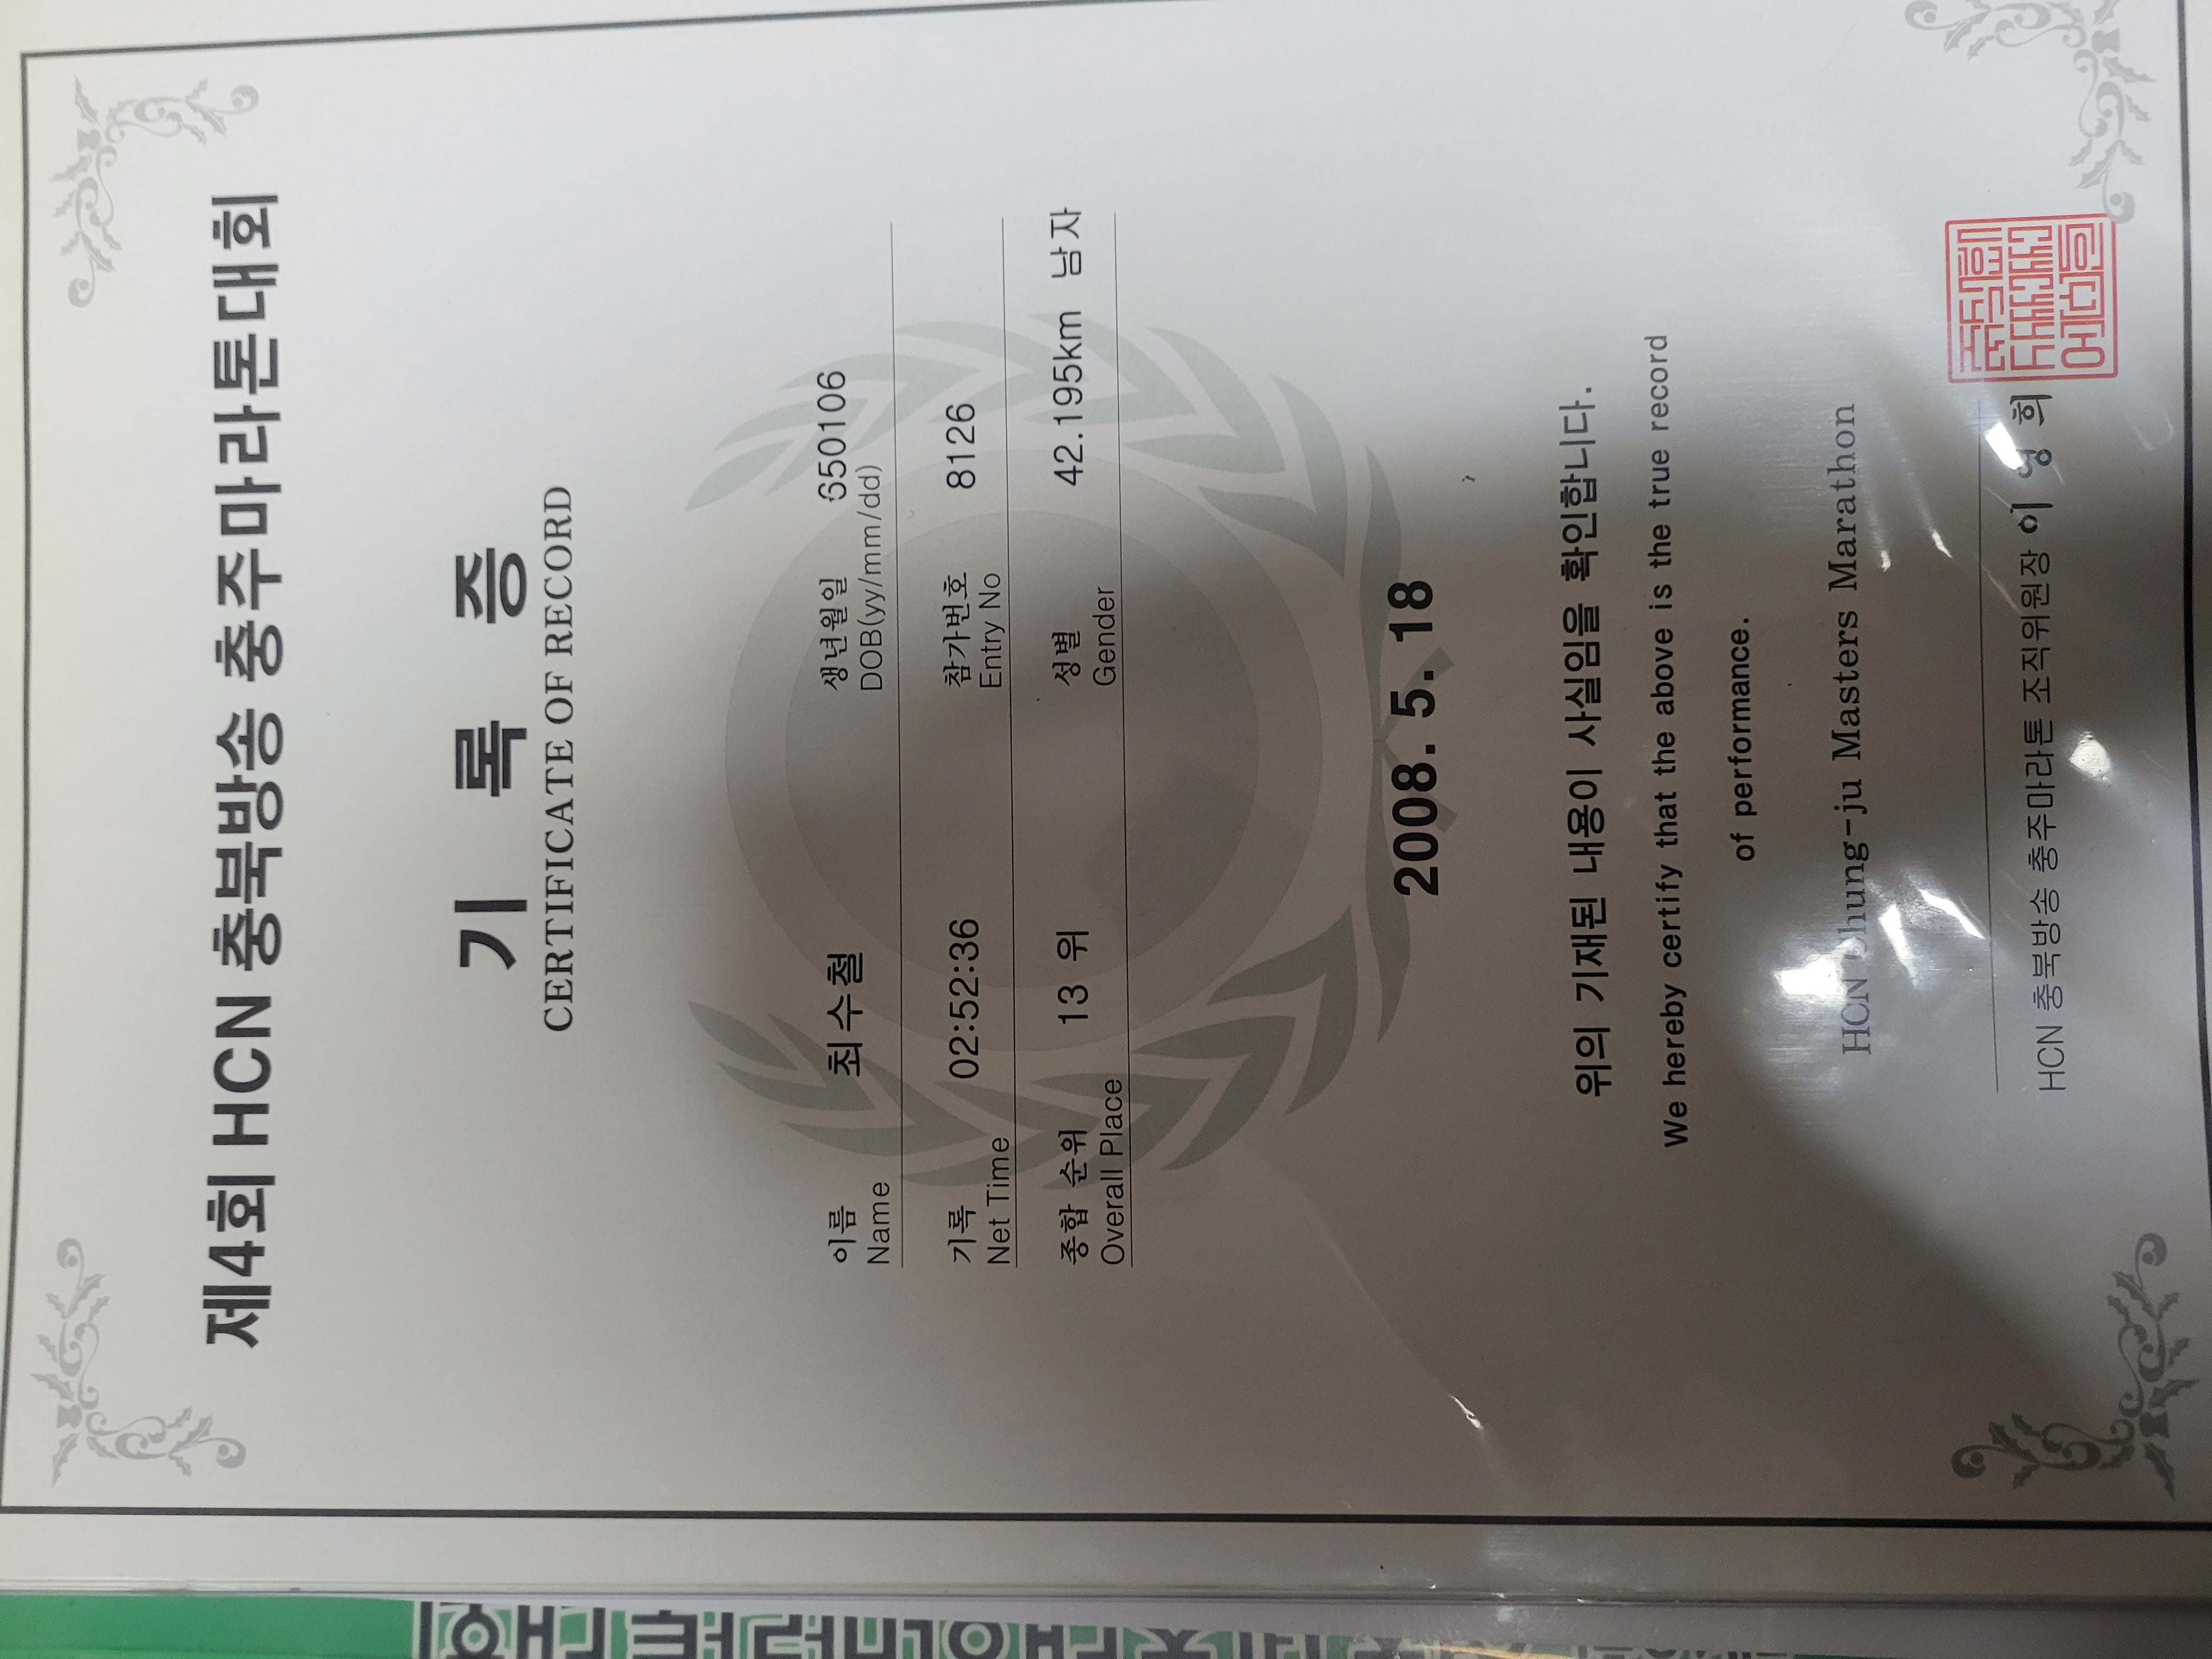 제4회 HCN 충북방송 충주마라톤대회
기 록 증
CERTIFICATE OF RECORD
이름 최수철 생년월일 650106
Name DOB(yy/mm/dd)
기록 02:52:36 참가번호 8126
Net Time Entry No
종합 순위 13 위 성별 42.195km 남자
Overall Place Gender
2008. 5. 18
위의 기재된 내용이 사실임을 확인합니다.
We hereby certify that the above is the true record
of performance.
HCN Chung-ju Masters Marathon
HCN 충북방송 충주마라톤 조직위원장 이 영 희